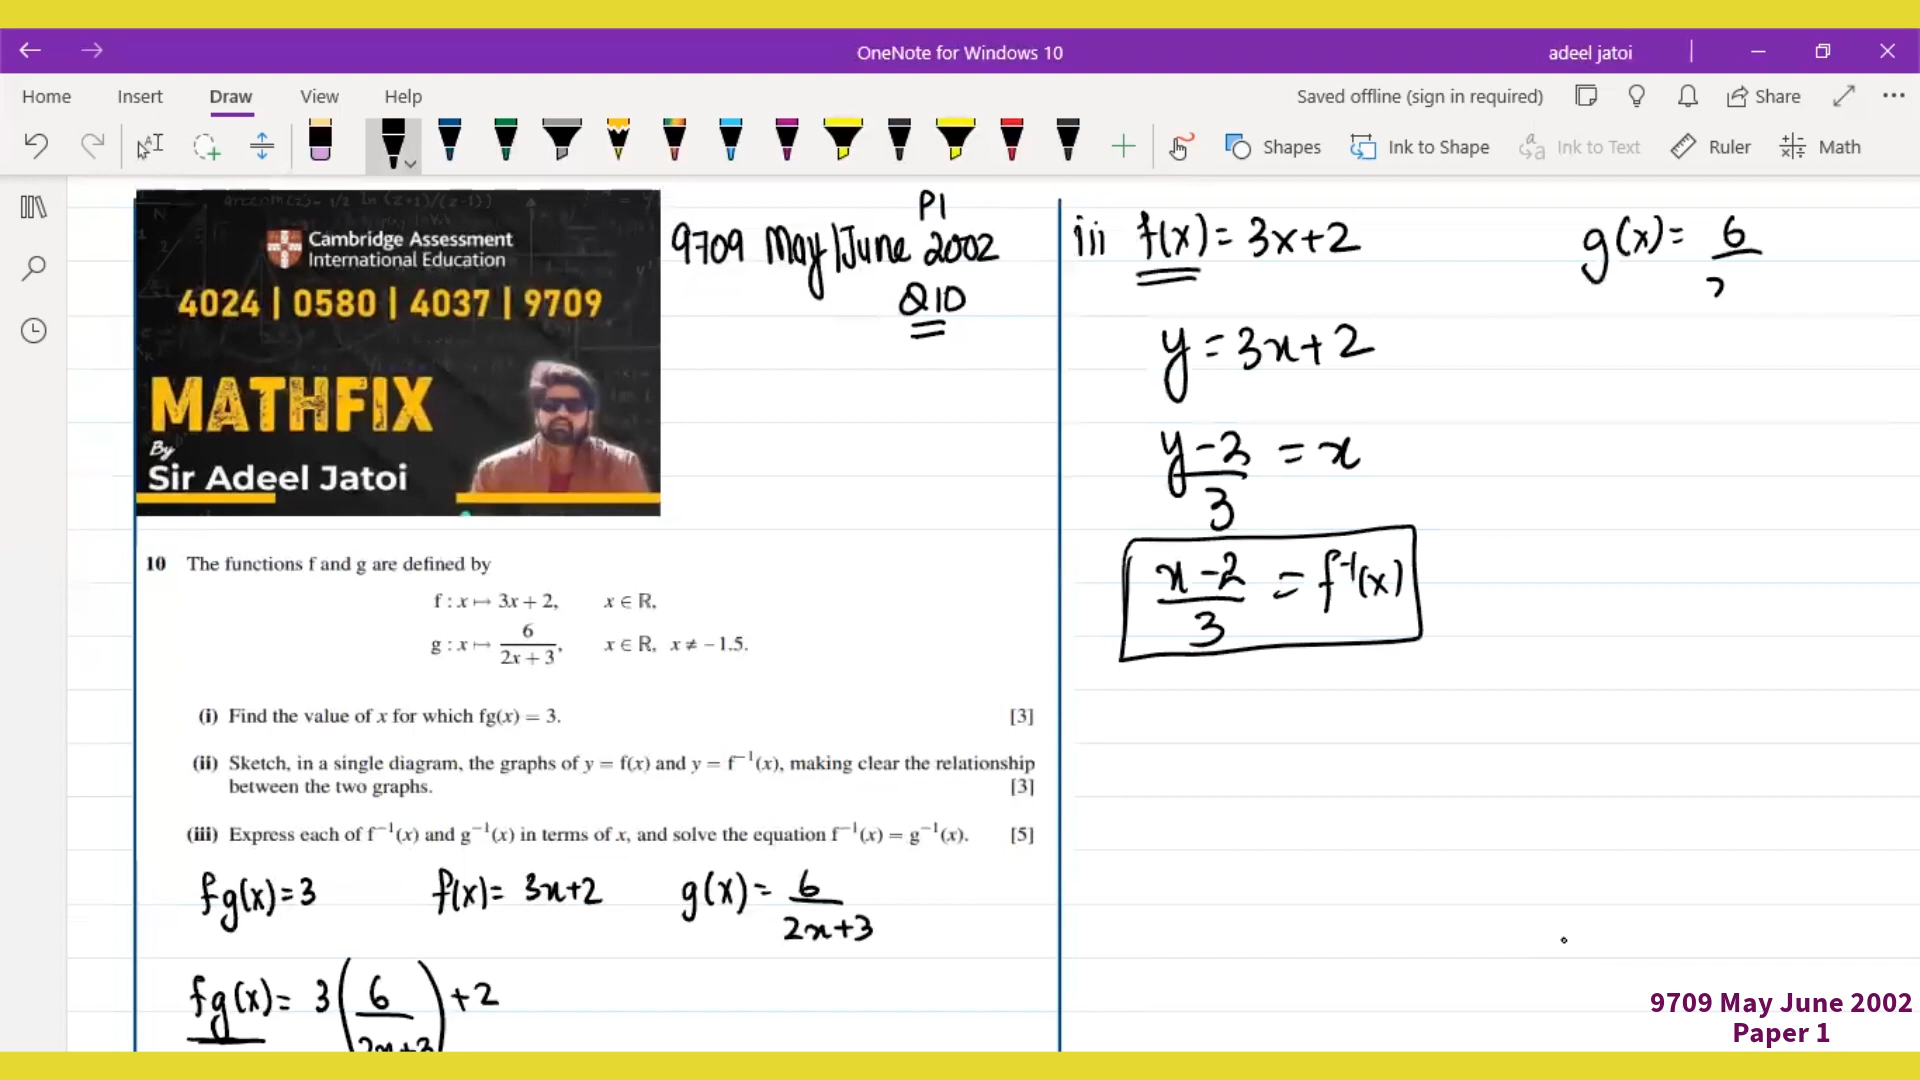 OneNote for Windows 10
adeel jatoi
Home Insert Draw View Help
Saved offline (sign in required)
Share
Shapes
Ink to Shape
Ink to Text
Ruler
Math
Cambridge Assessment
International Education
4024 | 0580 | 4037 | 9709
MATHFIX
By
Sir Adeel Jatoi
P1
9709 May/June 2002
Q10
10 The functions f and g are defined by
f : x ↦ 3x + 2, x ∈ ℝ,
g : x ↦ 6/(2x + 3), x ∈ ℝ, x ≠ −1.5.
(i) Find the value of x for which fg(x) = 3. [3]
(ii) Sketch, in a single diagram, the graphs of y = f(x) and y = f⁻¹(x), making clear the relationship
between the two graphs. [3]
(iii) Express each of f⁻¹(x) and g⁻¹(x) in terms of x, and solve the equation f⁻¹(x) = g⁻¹(x). [5]
fg(x)=3 f(x)= 3x+2 g(x)= 6/(2x+3)
fg(x)= 3(6/(2x+3))+2
iii f(x)= 3x+2 g(x)= 6
y = 3x+2
(y-2)/3 = x
(x-2)/3 = f⁻¹(x)
9709 May June 2002
Paper 1